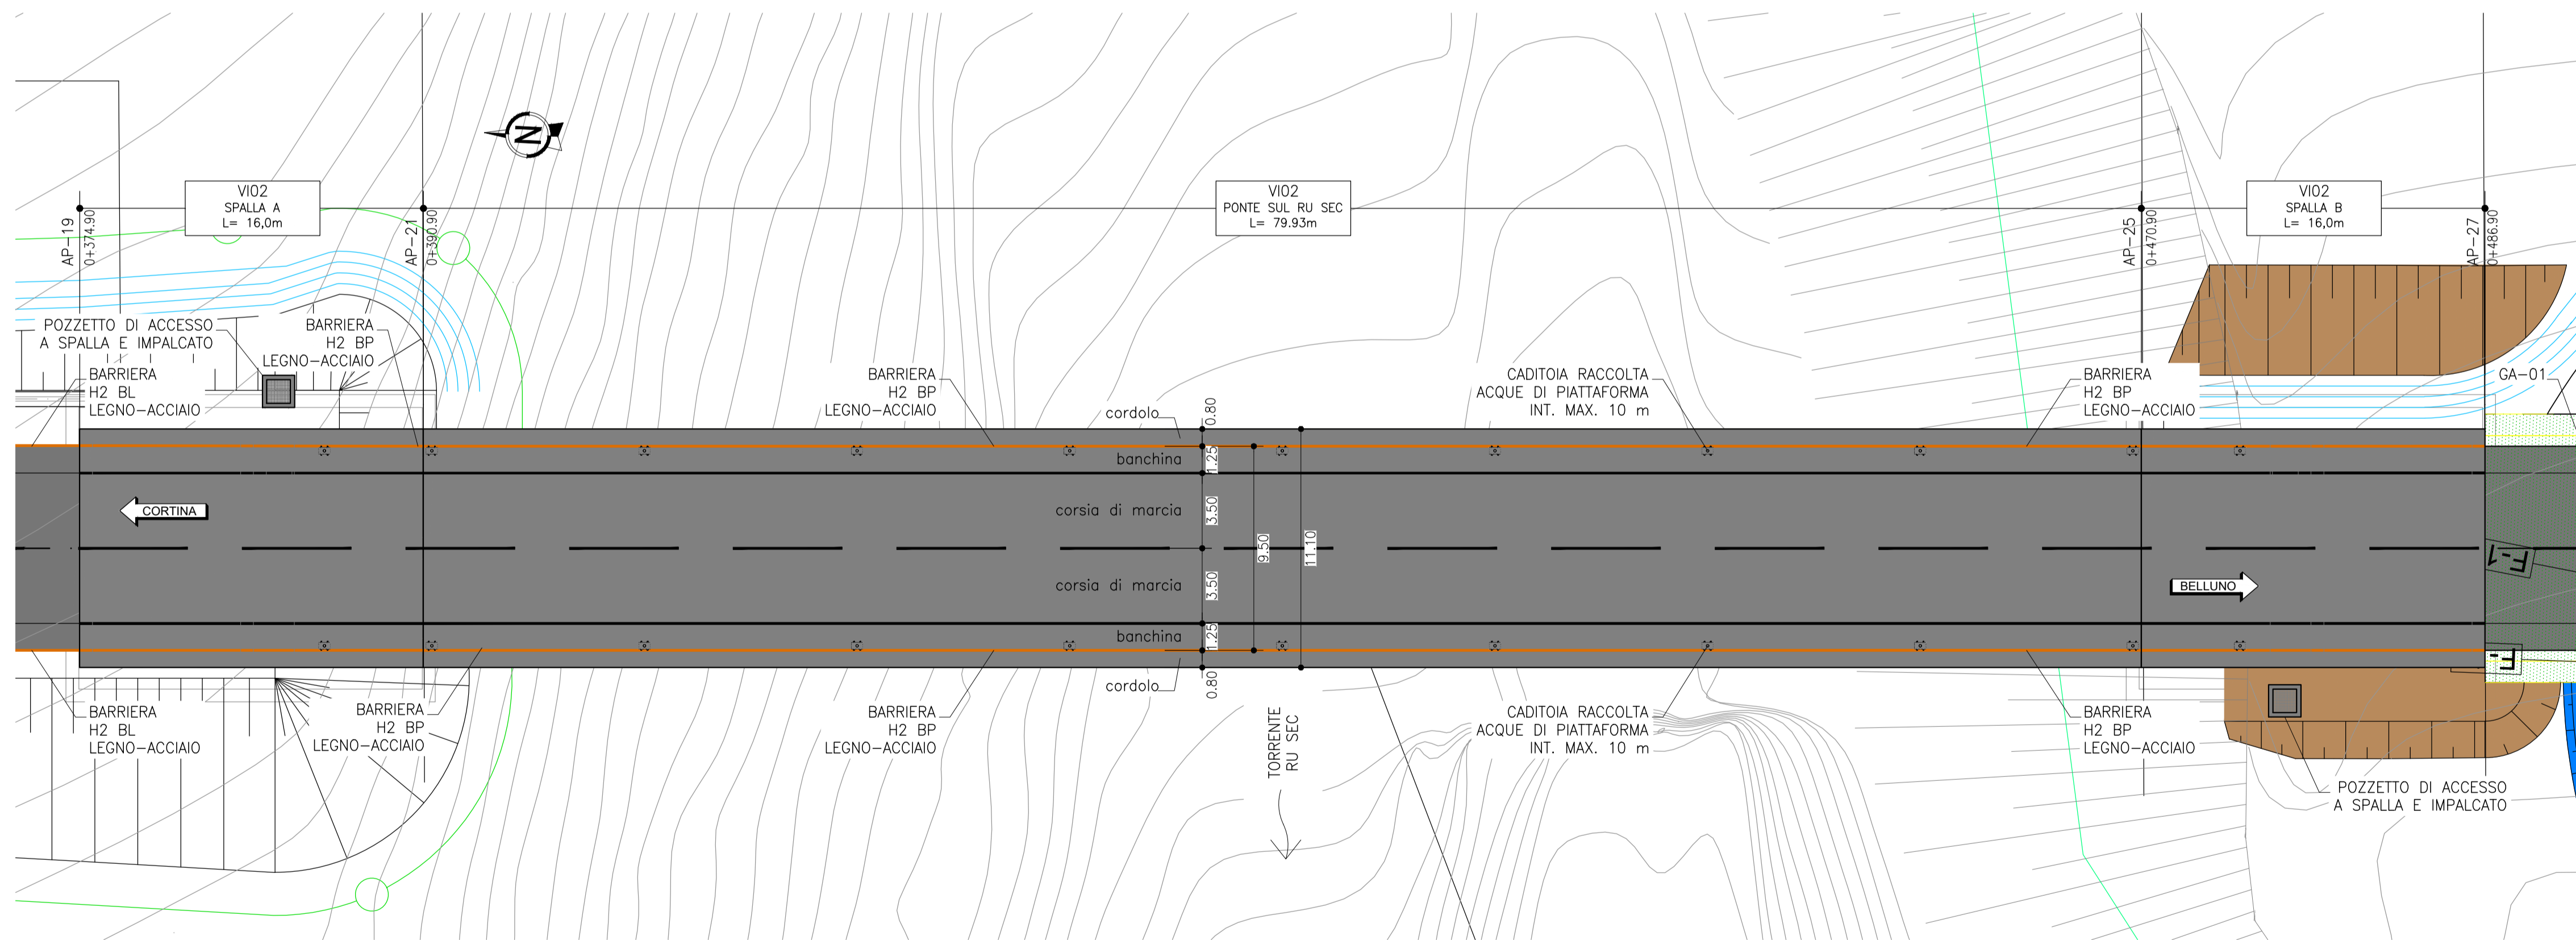 N
VI02
SPALLA A
L= 16,0m
VI02
PONTE SUL RU SEC
L= 79.93m
VI02
SPALLA B
L= 16,0m
AP-19
0+374.90
AP-21
0+390.90
AP-25
0+470.90
AP-27
0+486.90
POZZETTO DI ACCESSO
A SPALLA E IMPALCATO
BARRIERA
H2 BP
LEGNO-ACCIAIO
BARRIERA
H2 BL
LEGNO-ACCIAIO
BARRIERA
H2 BP
LEGNO-ACCIAIO
cordolo
0.80
CADITOIA RACCOLTA
ACQUE DI PIATTAFORMA
INT. MAX. 10 m
BARRIERA
H2 BP
LEGNO-ACCIAIO
GA-01
banchina
1.25
CORTINA
corsia di marcia
3.50
9.50
11.10
corsia di marcia
3.50
BELLUNO
F-1
banchina
1.25
F-
cordolo
0.80
BARRIERA
H2 BL
LEGNO-ACCIAIO
BARRIERA
H2 BP
LEGNO-ACCIAIO
BARRIERA
H2 BP
LEGNO-ACCIAIO
TORRENTE
RU SEC
CADITOIA RACCOLTA
ACQUE DI PIATTAFORMA
INT. MAX. 10 m
BARRIERA
H2 BP
LEGNO-ACCIAIO
POZZETTO DI ACCESSO
A SPALLA E IMPALCATO